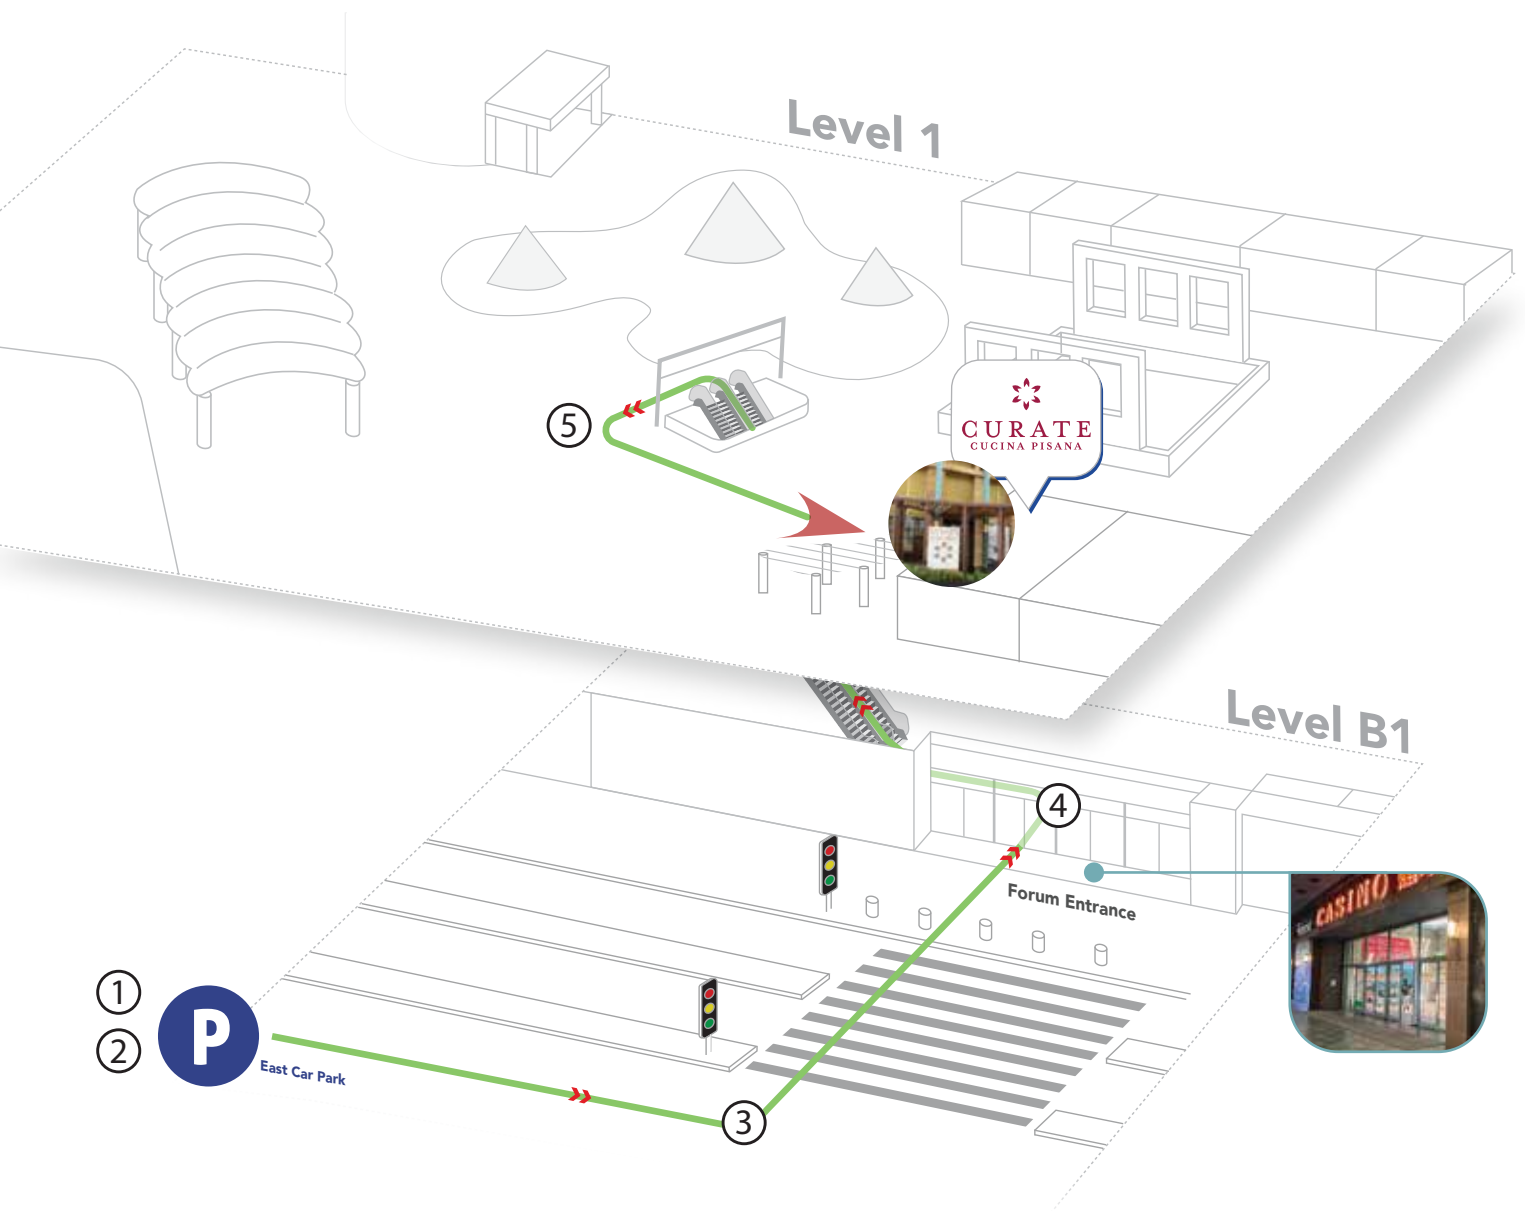 Level 1
5
CURATE
CUCINA PISANA
Level B1
4
Forum Entrance
CASINO
1
P
2
East Car Park
3